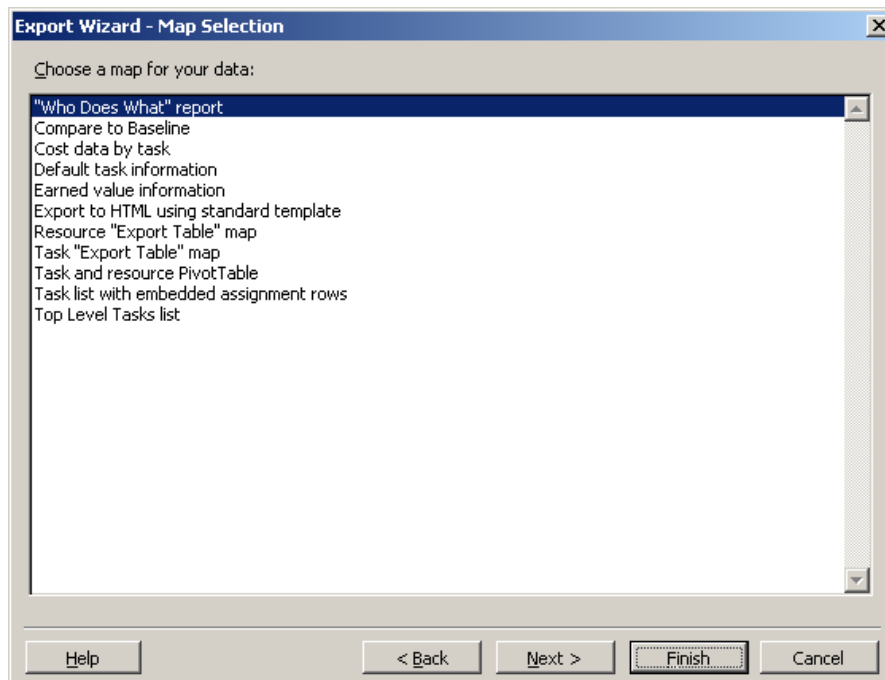 Export Wizard - Map Selection
Choose a map for your data:
"Who Does What" report
Compare to Baseline
Cost data by task
Default task information
Earned value information
Export to HTML using standard template
Resource "Export Table" map
Task "Export Table" map
Task and resource PivotTable
Task list with embedded assignment rows
Top Level Tasks list
Help < Back Next > Finish Cancel